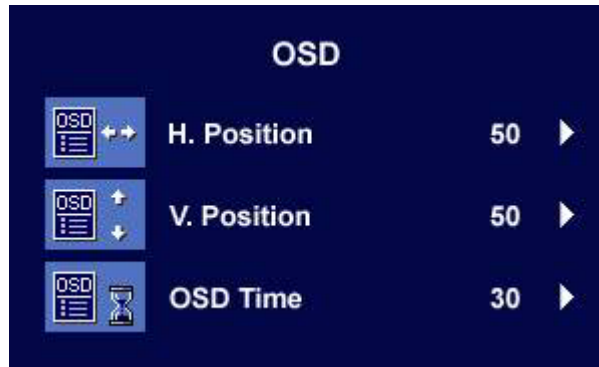 OSD
OSD H. Position 50
OSD V. Position 50
OSD OSD Time 30